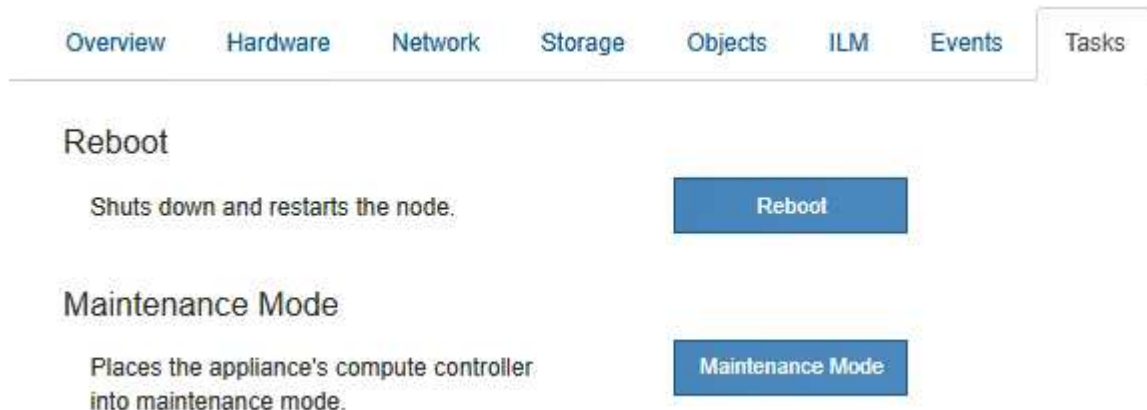 Overview Hardware Network Storage Objects ILM Events Tasks
Reboot
Shuts down and restarts the node. Reboot
Maintenance Mode
Places the appliance's compute controller Maintenance Mode
into maintenance mode.